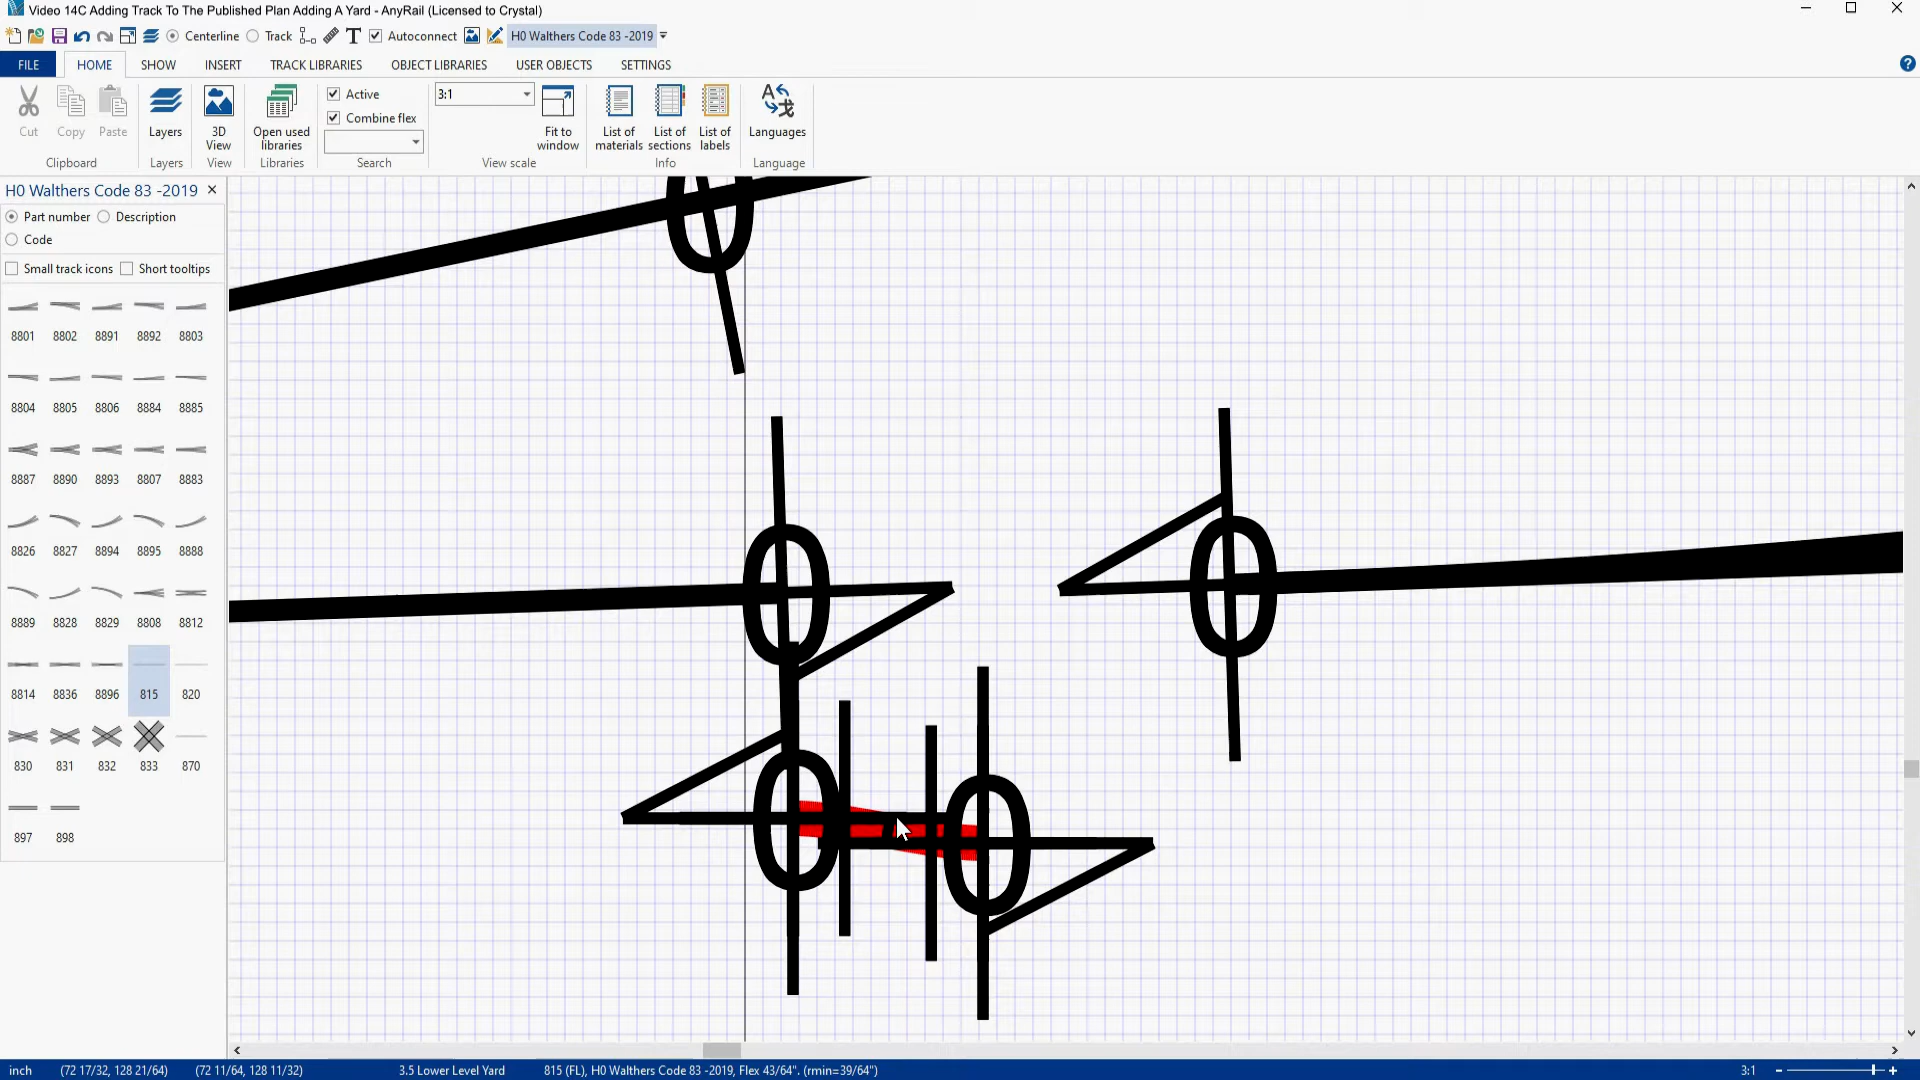 Video 14C Adding Track To The Published Plan Adding A Yard - AnyRail (Licensed to Crystal)
Centerline Track T Autoconnect H0 Walthers Code 83 -2019
FILE HOME SHOW INSERT TRACK LIBRARIES OBJECT LIBRARIES USER OBJECTS SETTINGS ?
Active 3:1
Combine flex
Cut Copy Paste Layers 3D View Open used libraries Fit to window List of materials List of sections List of labels Languages
Clipboard Layers View Libraries Search View scale Info Language
H0 Walthers Code 83 -2019
Part number Description
Code
Small track icons Short tooltips
8801 8802 8891 8892 8803
8804 8805 8806 8884 8885
8887 8890 8893 8807 8883
8826 8827 8894 8895 8888
8889 8828 8829 8808 8812
8814 8836 8896 815 820
830 831 832 833 870
897 898
0
0 0
0 0
inch (72 17/32, 128 21/64) (72 11/64, 128 11/32) 3.5 Lower Level Yard 815 (FL), H0 Walthers Code 83 -2019, Flex 43/64". (rmin=39/64") 3:1